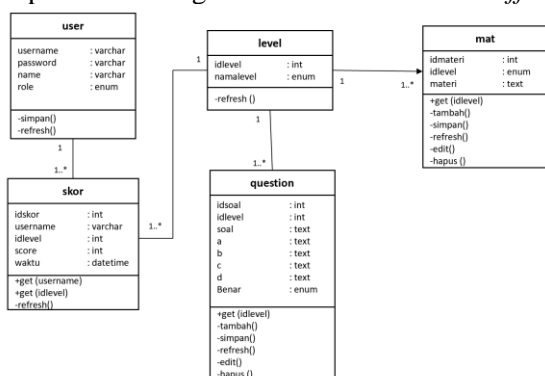 user
username : varchar
password : varchar
name : varchar
role : enum
-simpan()
-refresh()
1
1..*
skor
idskor : int
username : varchar
idlevel : int
score : int
waktu : datetime
+get (username)
+get (idlevel)
-refresh()
1..*
1
level
idlevel : int
namalevel : enum
-refresh ()
1
1..*
1
1..*
question
idsoal : int
idlevel : int
soal : text
a : text
b : text
c : text
d : text
Benar : enum
+get (idlevel)
-tambah()
-simpan()
-refresh()
-edit()
-hapus ()
mat
idmateri : int
idlevel : enum
materi : text
+get (idlevel)
-tambah()
-simpan()
-refresh()
-edit()
-hapus ()